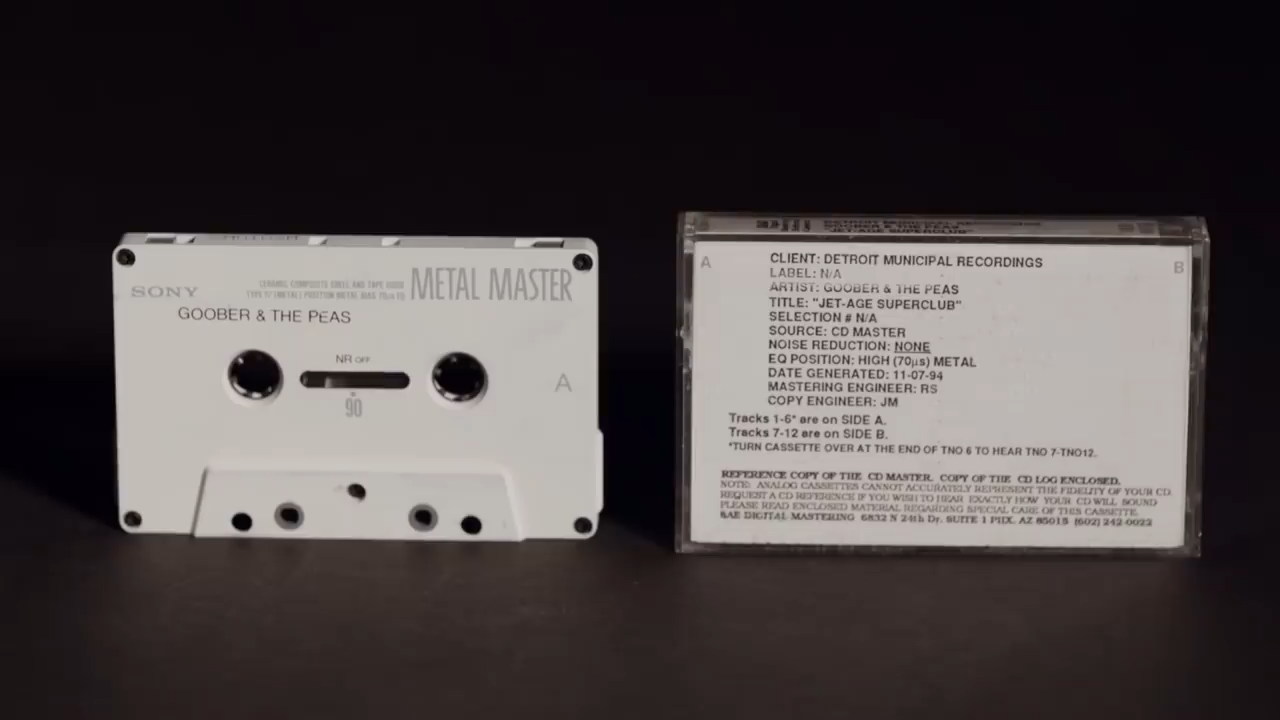 SONY
METAL MASTER
GOOBER & THE PEAS
NR OFF
90
A
GOOBER & THE PEAS
"JET-AGE SUPERCLUB"
A
B
CLIENT: DETROIT MUNICIPAL RECORDINGS
LABEL: N/A
ARTIST: GOOBER & THE PEAS
TITLE: "JET-AGE SUPERCLUB"
SELECTION # N/A
SOURCE: CD MASTER
NOISE REDUCTION: NONE
EQ POSITION: HIGH (70µs) METAL
DATE GENERATED: 11-07-94
MASTERING ENGINEER: RS
COPY ENGINEER: JM
Tracks 1-6* are on SIDE A.
Tracks 7-12 are on SIDE B.
*TURN CASSETTE OVER AT THE END OF TNO 6 TO HEAR TNO 7-TNO12.
REFERENCE COPY OF THE CD MASTER. COPY OF THE CD LOG ENCLOSED.
NOTE: ANALOG CASSETTES CANNOT ACCURATELY REPRESENT THE FIDELITY OF YOUR CD.
REQUEST A CD REFERENCE IF YOU WISH TO HEAR EXACTLY HOW YOUR CD WILL SOUND
PLEASE READ ENCLOSED MATERIAL REGARDING SPECIAL CARE OF THIS CASSETTE.
SAE DIGITAL MASTERING 6832 N 24th Dr. SUITE 1 PHX. AZ 85015 (602) 242-0022